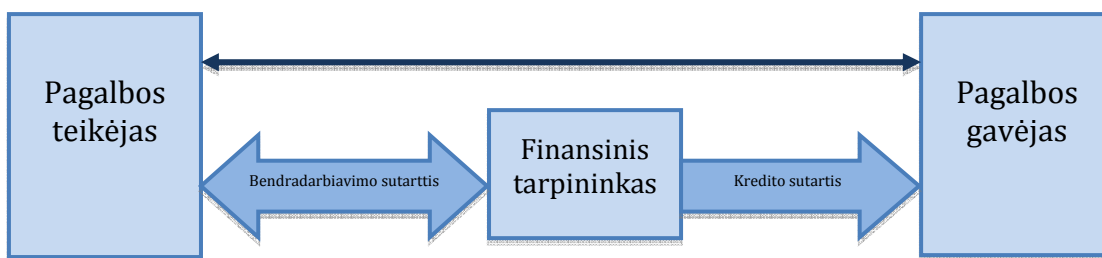 Pagalbos
teikėjas
Bendradarbiavimo sutarttis
Finansinis
tarpininkas
Kredito sutartis
Pagalbos
gavėjas